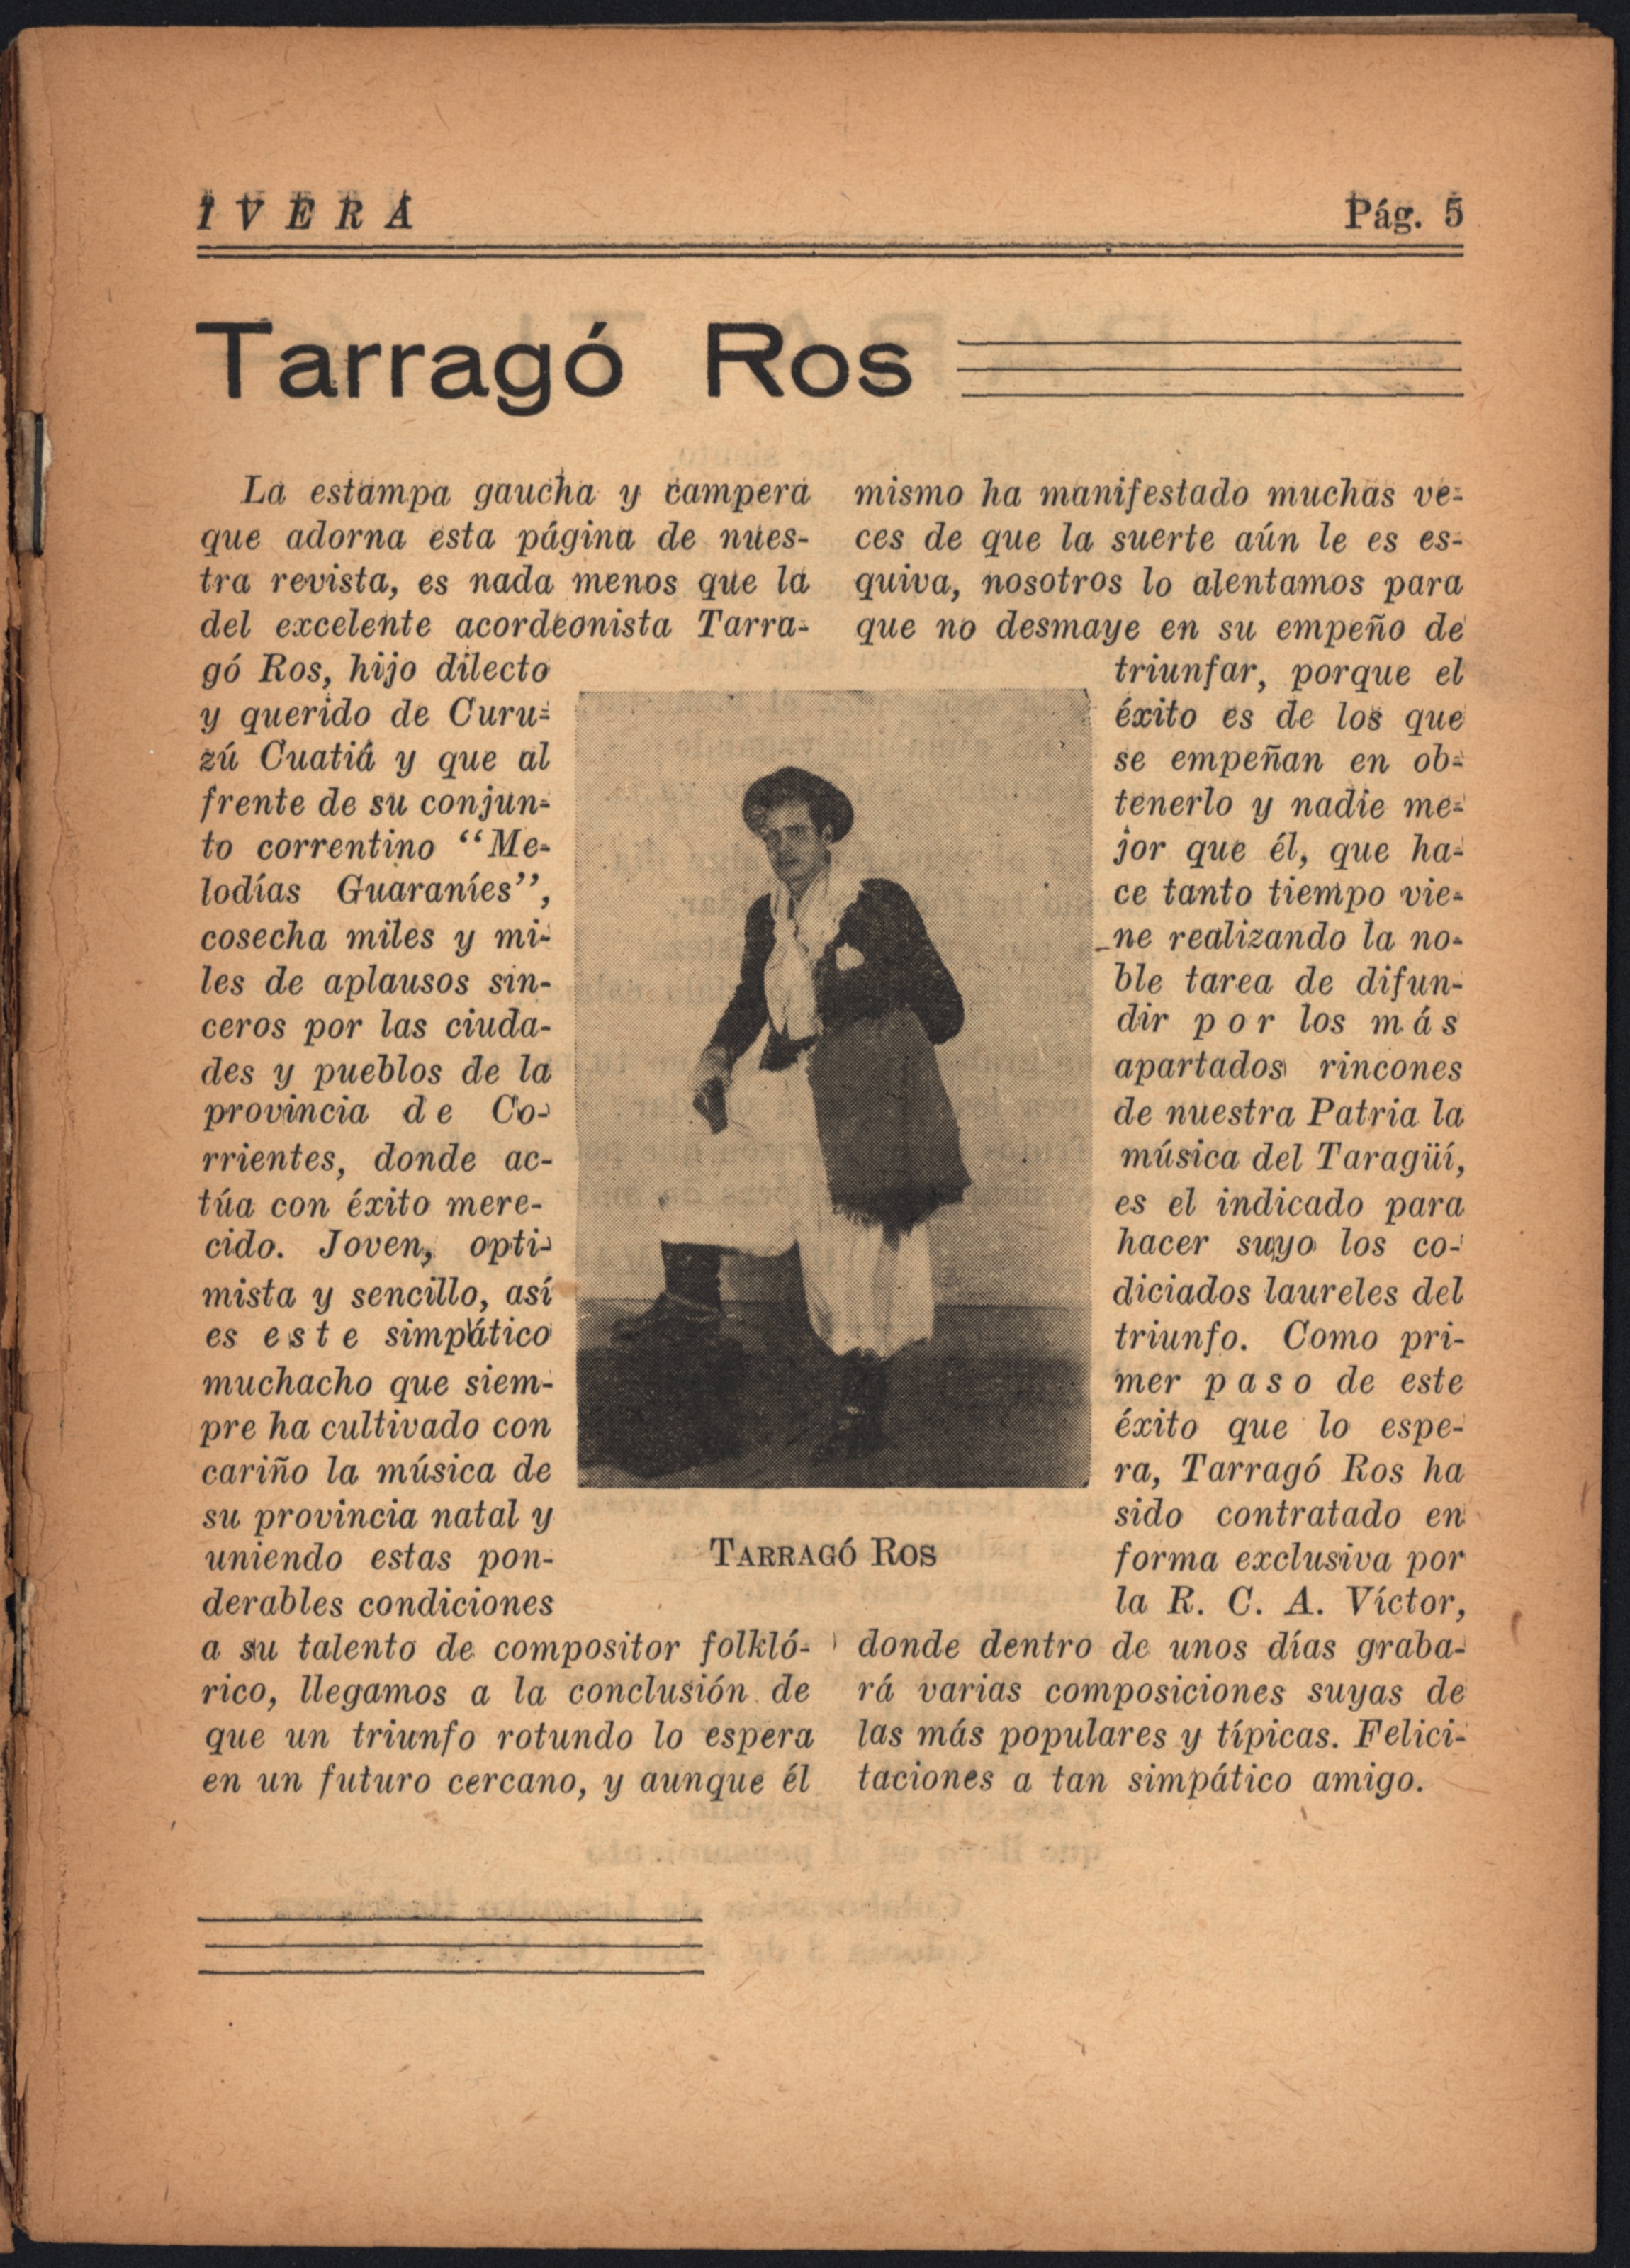 IVERA
Pág. 5
Tarragó Ros
La estampa gaucha y campera
que adorna esta página de nues-
tra revista, es nada menos que la
del excelente acordeonista Tarra-
gó Ros, hijo dilecto
y querido de Curu-
zú Cuatiá y que al
frente de su conjun-
to correntino “Me-
lodías Guaraníes”,
cosecha miles y mi-
les de aplausos sin-
ceros por las ciuda-
des y pueblos de la
provincia de Co-
rrientes, donde ac-
túa con éxito mere-
cido. Joven, opti-
mista y sencillo, así
es este simpático
muchacho que siem-
pre ha cultivado con
cariño la música de
su provincia natal y
uniendo estas pon-
derables condiciones
a su talento de compositor folkló-
rico, llegamos a la conclusión de
que un triunfo rotundo lo espera
en un futuro cercano, y aunque él
mismo ha manifestado muchas ve-
ces de que la suerte aún le es es-
quiva, nosotros lo alentamos para
que no desmaye en su empeño de
triunfar, porque el
éxito es de los que
se empeñan en ob-
tenerlo y nadie me-
jor que él, que ha-
ce tanto tiempo vie-
ne realizando la no-
ble tarea de difun-
dir por los más
apartados rincones
de nuestra Patria la
música del Taragüí,
es el indicado para
hacer suyo los co-
diciados laureles del
triunfo. Como pri-
mer paso de este
éxito que lo espe-
ra, Tarragó Ros ha
sido contratado en
forma exclusiva por
la R. C. A. Víctor,
donde dentro de unos días graba-
rá varias composiciones suyas de
las más populares y típicas. Felici-
taciones a tan simpático amigo.
TARRAGÓ ROS